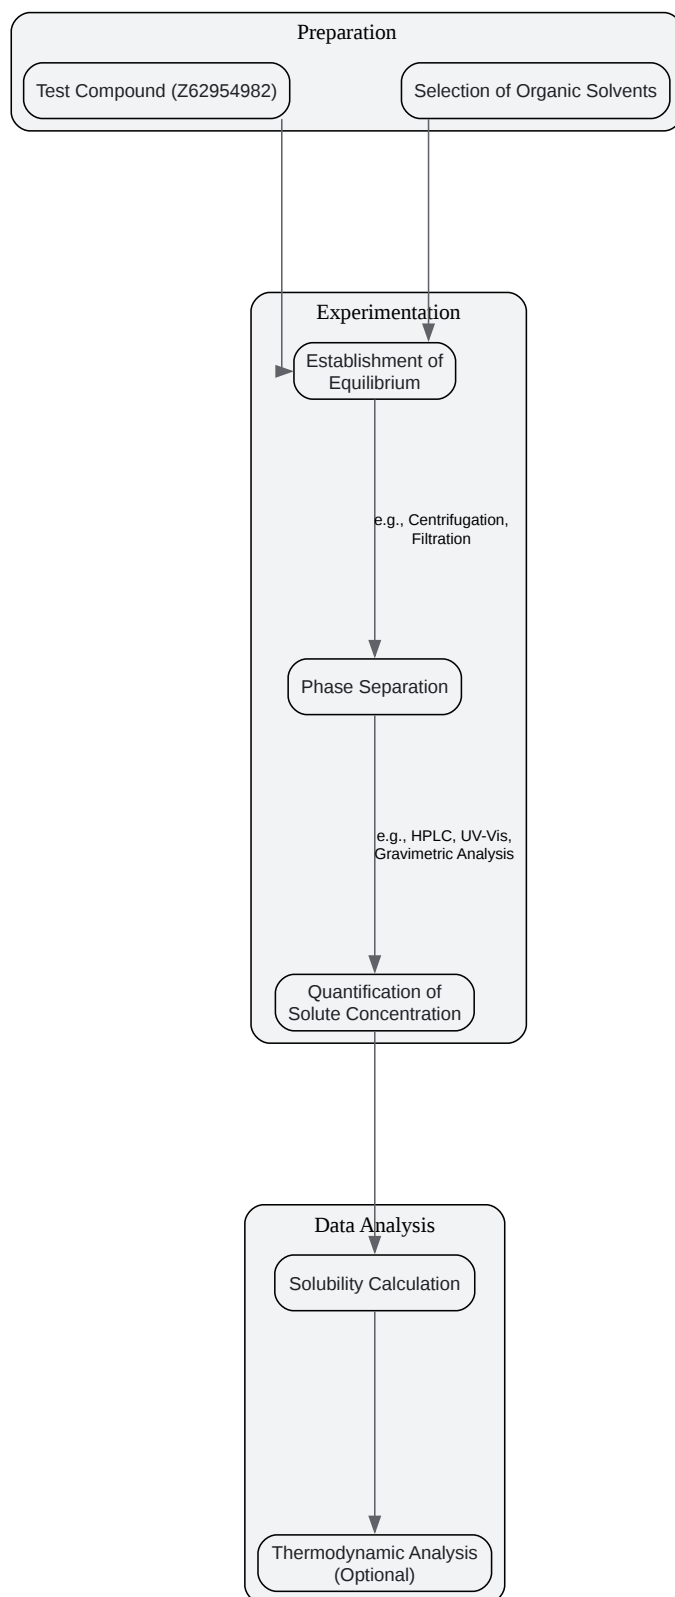 Preparation
Test Compound (Z62954982)
Selection of Organic Solvents
Experimentation
Establishment of
Equilibrium
e.g., Centrifugation,
Filtration
Phase Separation
e.g., HPLC, UV-Vis,
Gravimetric Analysis
Quantification of
Solute Concentration
Data Analysis
Solubility Calculation
Thermodynamic Analysis
(Optional)